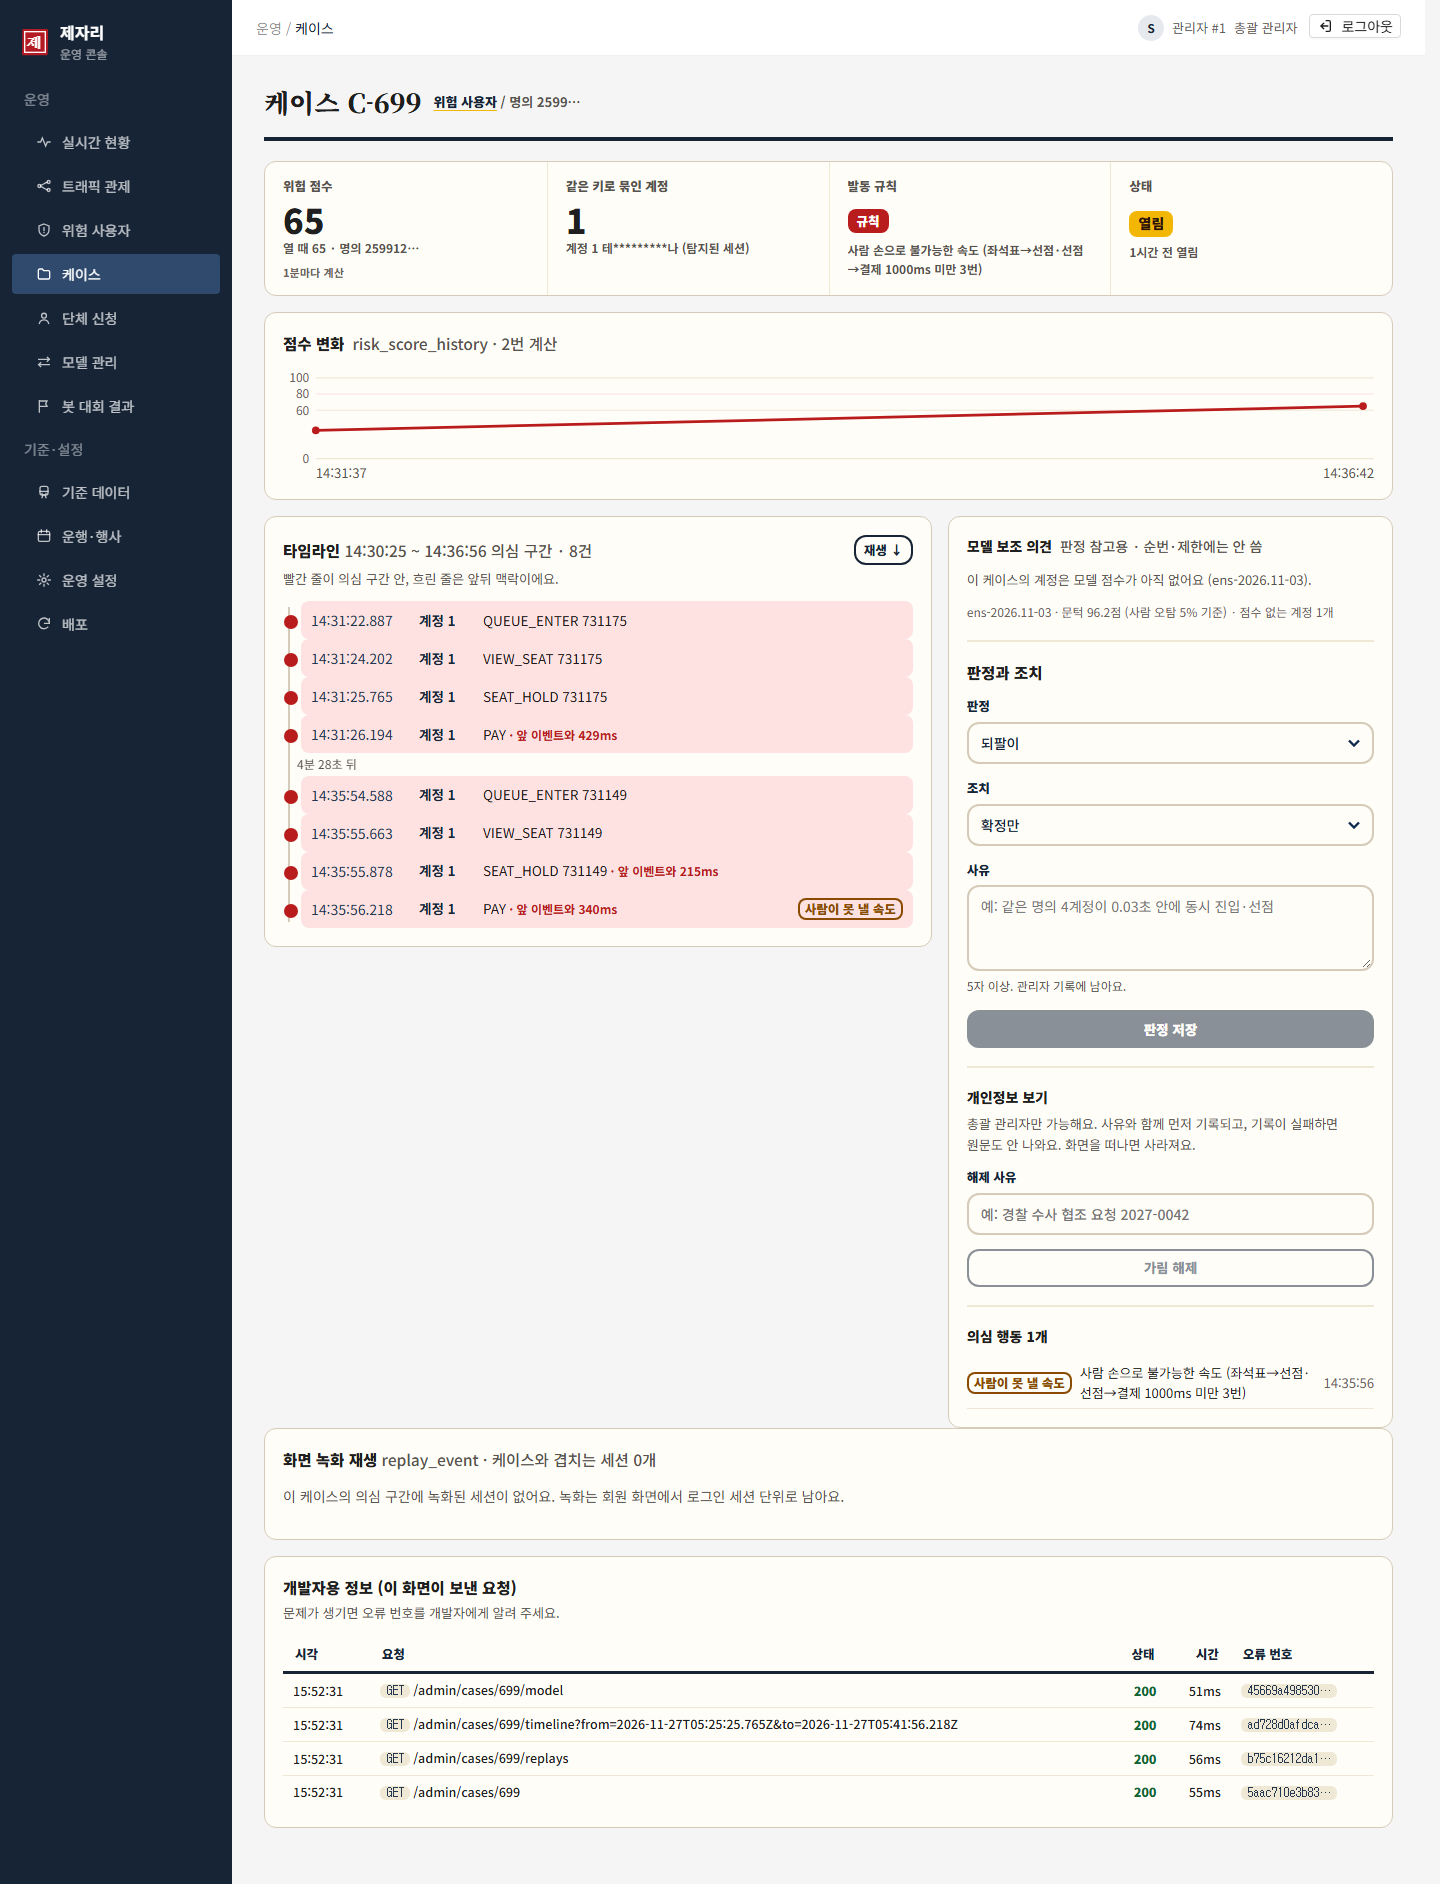 제
제자리
운영 콘솔
운영
실시간 현황
트래픽 관제
위험 사용자
케이스
단체 신청
모델 관리
봇 대회 결과
기준·설정
기준 데이터
운행·행사
운영 설정
배포
운영 / 케이스
S 관리자 #1 총괄 관리자 로그아웃
케이스 C-699 위험 사용자 / 명의 2599…
위험 점수
65
열 때 65 · 명의 259912…
1분마다 계산
같은 키로 묶인 계정
1
계정 1 테*********나 (탐지된 세션)
발동 규칙
규칙
사람 손으로 불가능한 속도 (좌석표→선점·선점
→결제 1000ms 미만 3번)
상태
열림
1시간 전 열림
점수 변화 risk_score_history · 2번 계산
100
80
60
0
14:31:37 14:36:42
타임라인 14:30:25 ~ 14:36:56 의심 구간 · 8건 재생 ↓
빨간 줄이 의심 구간 안, 흐린 줄은 앞뒤 맥락이에요.
14:31:22.887 계정 1 QUEUE_ENTER 731175
14:31:24.202 계정 1 VIEW_SEAT 731175
14:31:25.765 계정 1 SEAT_HOLD 731175
14:31:26.194 계정 1 PAY · 앞 이벤트와 429ms
4분 28초 뒤
14:35:54.588 계정 1 QUEUE_ENTER 731149
14:35:55.663 계정 1 VIEW_SEAT 731149
14:35:55.878 계정 1 SEAT_HOLD 731149 · 앞 이벤트와 215ms
14:35:56.218 계정 1 PAY · 앞 이벤트와 340ms 사람이 못 낼 속도
모델 보조 의견 판정 참고용 · 순번·제한에는 안 씀
이 케이스의 계정은 모델 점수가 아직 없어요 (ens-2026.11-03).
ens-2026.11-03 · 문턱 96.2점 (사람 오탐 5% 기준) · 점수 없는 계정 1개
판정과 조치
판정
되팔이
조치
확정만
사유
예: 같은 명의 4계정이 0.03초 안에 동시 진입·선점
5자 이상. 관리자 기록에 남아요.
판정 저장
개인정보 보기
총괄 관리자만 가능해요. 사유와 함께 먼저 기록되고, 기록이 실패하면
원문도 안 나와요. 화면을 떠나면 사라져요.
해제 사유
예: 경찰 수사 협조 요청 2027-0042
가림 해제
의심 행동 1개
사람이 못 낼 속도 사람 손으로 불가능한 속도 (좌석표→선점·
선점→결제 1000ms 미만 3번) 14:35:56
화면 녹화 재생 replay_event · 케이스와 겹치는 세션 0개
이 케이스의 의심 구간에 녹화된 세션이 없어요. 녹화는 회원 화면에서 로그인 세션 단위로 남아요.
개발자용 정보 (이 화면이 보낸 요청)
문제가 생기면 오류 번호를 개발자에게 알려 주세요.
시각 요청 상태 시간 오류 번호
15:52:31 GET /admin/cases/699/model 200 51ms 45669a498530…
15:52:31 GET /admin/cases/699/timeline?from=2026-11-27T05:25:25.765Z&to=2026-11-27T05:41:56.218Z 200 74ms ad728d0afdca…
15:52:31 GET /admin/cases/699/replays 200 56ms b75c16212da1…
15:52:31 GET /admin/cases/699 200 55ms 5aac710e3b83…